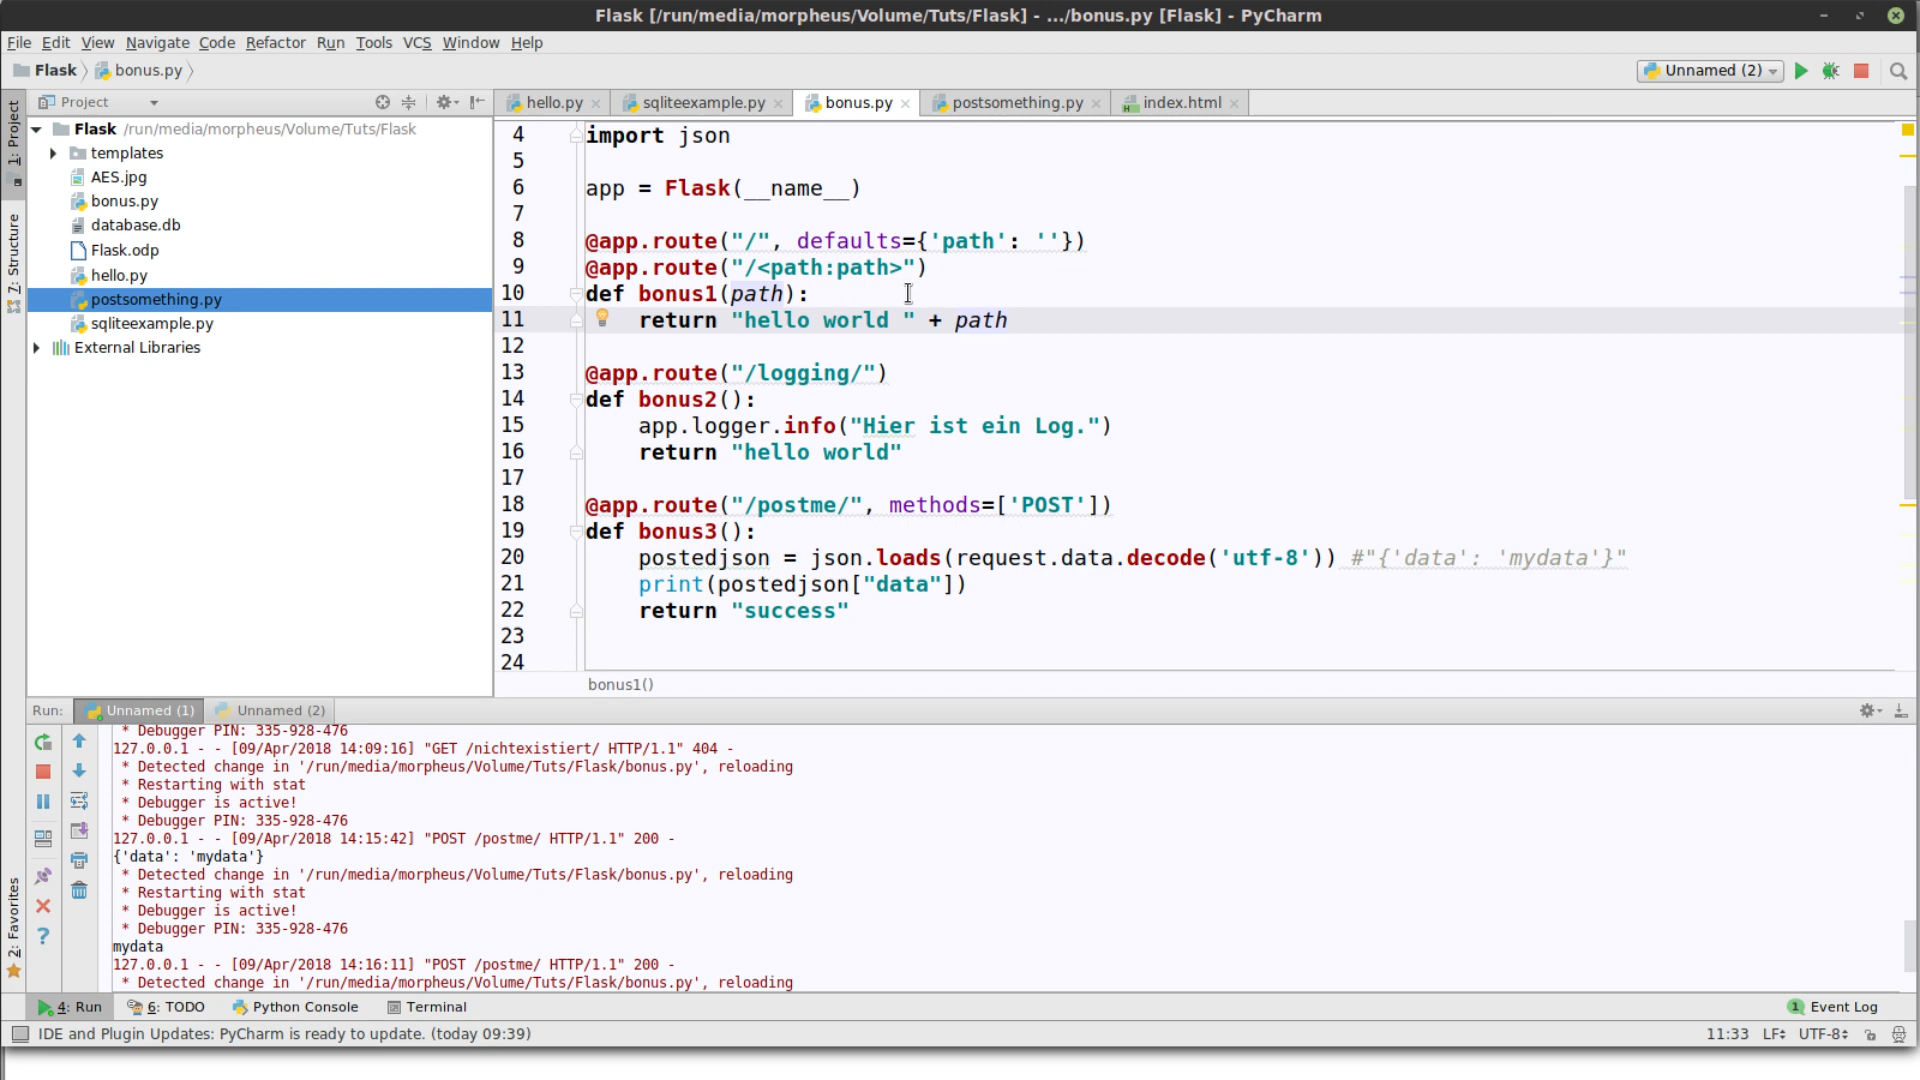 Flask [/run/media/morpheus/Volume/Tuts/Flask] - .../bonus.py [Flask] - PyCharm
File Edit View Navigate Code Refactor Run Tools VCS Window Help
Flask bonus.py Unnamed (2)
Project hello.py sqliteexample.py bonus.py postsomething.py index.html
1: Project
7: Structure
2: Favorites
Flask /run/media/morpheus/Volume/Tuts/Flask
templates
AES.jpg
bonus.py
database.db
Flask.odp
hello.py
postsomething.py
sqliteexample.py
External Libraries
4 import json
5
6 app = Flask(__name__)
7
8 @app.route("/", defaults={'path': ''})
9 @app.route("/<path:path>")
10 def bonus1(path):
11     return "hello world " + path
12
13 @app.route("/logging/")
14 def bonus2():
15     app.logger.info("Hier ist ein Log.")
16     return "hello world"
17
18 @app.route("/postme/", methods=['POST'])
19 def bonus3():
20     postedjson = json.loads(request.data.decode('utf-8')) #"{'data': 'mydata'}"
21     print(postedjson["data"])
22     return "success"
23
24
bonus1()
Run: Unnamed (1) Unnamed (2)
* Debugger PIN: 335-928-476
127.0.0.1 - - [09/Apr/2018 14:09:16] "GET /nichtexistiert/ HTTP/1.1" 404 -
* Detected change in '/run/media/morpheus/Volume/Tuts/Flask/bonus.py', reloading
* Restarting with stat
* Debugger is active!
* Debugger PIN: 335-928-476
127.0.0.1 - - [09/Apr/2018 14:15:42] "POST /postme/ HTTP/1.1" 200 -
{'data': 'mydata'}
* Detected change in '/run/media/morpheus/Volume/Tuts/Flask/bonus.py', reloading
* Restarting with stat
* Debugger is active!
* Debugger PIN: 335-928-476
mydata
127.0.0.1 - - [09/Apr/2018 14:16:11] "POST /postme/ HTTP/1.1" 200 -
* Detected change in '/run/media/morpheus/Volume/Tuts/Flask/bonus.py', reloading
4: Run 6: TODO Python Console Terminal 1 Event Log
IDE and Plugin Updates: PyCharm is ready to update. (today 09:39) 11:33 LF UTF-8